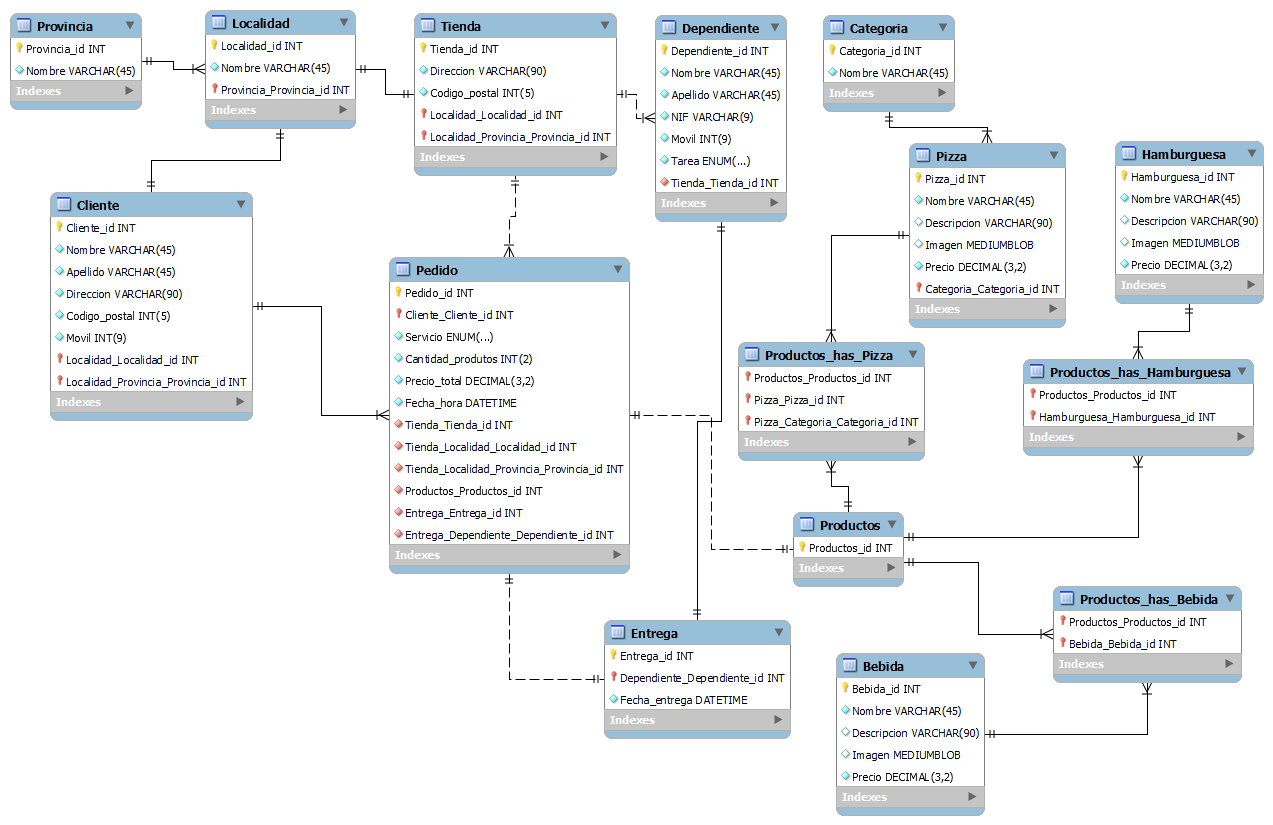 Provincia
Provincia_id INT
Nombre VARCHAR(45)
Indexes
Localidad
Localidad_id INT
Nombre VARCHAR(45)
Provincia_Provincia_id INT
Indexes
Tienda
Tienda_id INT
Direccion VARCHAR(90)
Codigo_postal INT(5)
Localidad_Localidad_id INT
Localidad_Provincia_Provincia_id INT
Indexes
Dependiente
Dependiente_id INT
Nombre VARCHAR(45)
Apellido VARCHAR(45)
NIF VARCHAR(9)
Movil INT(9)
Tarea ENUM(...)
Tienda_Tienda_id INT
Indexes
Categoria
Categoria_id INT
Nombre VARCHAR(45)
Indexes
Pizza
Pizza_id INT
Nombre VARCHAR(45)
Descripcion VARCHAR(90)
Imagen MEDIUMBLOB
Precio DECIMAL(3,2)
Categoria_Categoria_id INT
Indexes
Hamburguesa
Hamburguesa_id INT
Nombre VARCHAR(45)
Descripcion VARCHAR(90)
Imagen MEDIUMBLOB
Precio DECIMAL(3,2)
Indexes
Cliente
Cliente_id INT
Nombre VARCHAR(45)
Apellido VARCHAR(45)
Direccion VARCHAR(90)
Codigo_postal INT(5)
Movil INT(9)
Localidad_Localidad_id INT
Localidad_Provincia_Provincia_id INT
Indexes
Pedido
Pedido_id INT
Cliente_Cliente_id INT
Servicio ENUM(...)
Cantidad_produtos INT(2)
Precio_total DECIMAL(3,2)
Fecha_hora DATETIME
Tienda_Tienda_id INT
Tienda_Localidad_Localidad_id INT
Tienda_Localidad_Provincia_Provincia_id INT
Productos_Productos_id INT
Entrega_Entrega_id INT
Entrega_Dependiente_Dependiente_id INT
Indexes
Productos_has_Pizza
Productos_Productos_id INT
Pizza_Pizza_id INT
Pizza_Categoria_Categoria_id INT
Indexes
Productos_has_Hamburguesa
Productos_Productos_id INT
Hamburguesa_Hamburguesa_id INT
Indexes
Productos
Productos_id INT
Indexes
Productos_has_Bebida
Productos_Productos_id INT
Bebida_Bebida_id INT
Indexes
Entrega
Entrega_id INT
Dependiente_Dependiente_id INT
Fecha_entrega DATETIME
Indexes
Bebida
Bebida_id INT
Nombre VARCHAR(45)
Descripcion VARCHAR(90)
Imagen MEDIUMBLOB
Precio DECIMAL(3,2)
Indexes